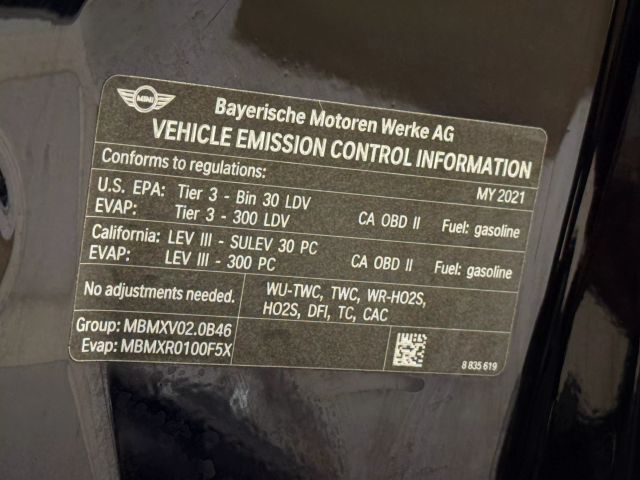 MINI
Bayerische Motoren Werke AG
VEHICLE EMISSION CONTROL INFORMATION
Conforms to regulations: MY 2021
U.S. EPA: Tier 3 - Bin 30 LDV
EVAP: Tier 3 - 300 LDV CA OBD II Fuel: gasoline
California: LEV III - SULEV 30 PC
EVAP: LEV III - 300 PC CA OBD II Fuel: gasoline
No adjustments needed.
WU-TWC, TWC, WR-HO2S,
HO2S, DFI, TC, CAC
Group: MBMXV02.0B46
Evap: MBMXR0100F5X
8 835 619